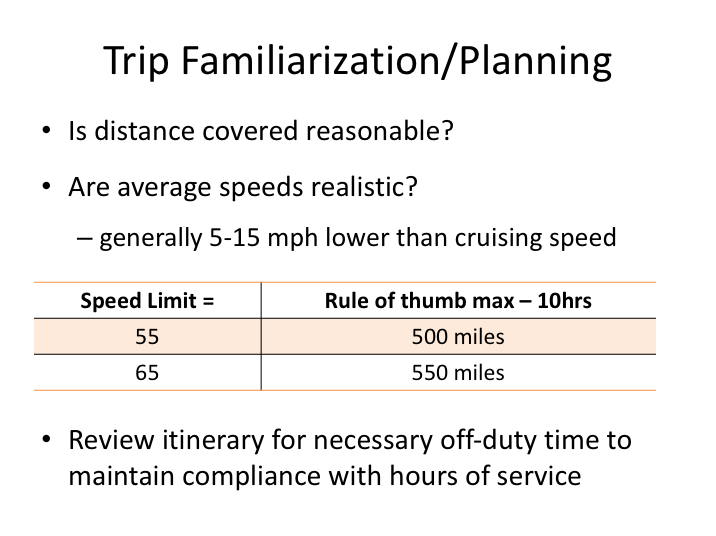 Trip Familiarization/Planning
• Is distance covered reasonable?
• Are average speeds realistic?
– generally 5-15 mph lower than cruising speed
Speed Limit = Rule of thumb max – 10hrs
55 500 miles
65 550 miles
• Review itinerary for necessary off-duty time to
maintain compliance with hours of service